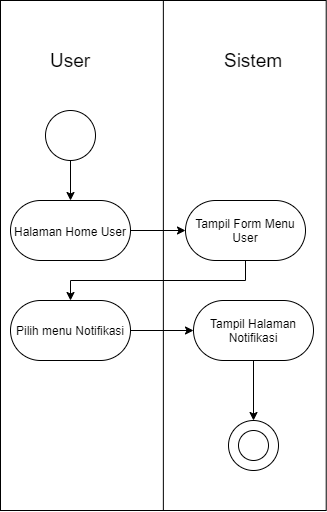 User
Sistem
Halaman Home User
Tampil Form Menu
User
Pilih menu Notifikasi
Tampil Halaman
Notifikasi